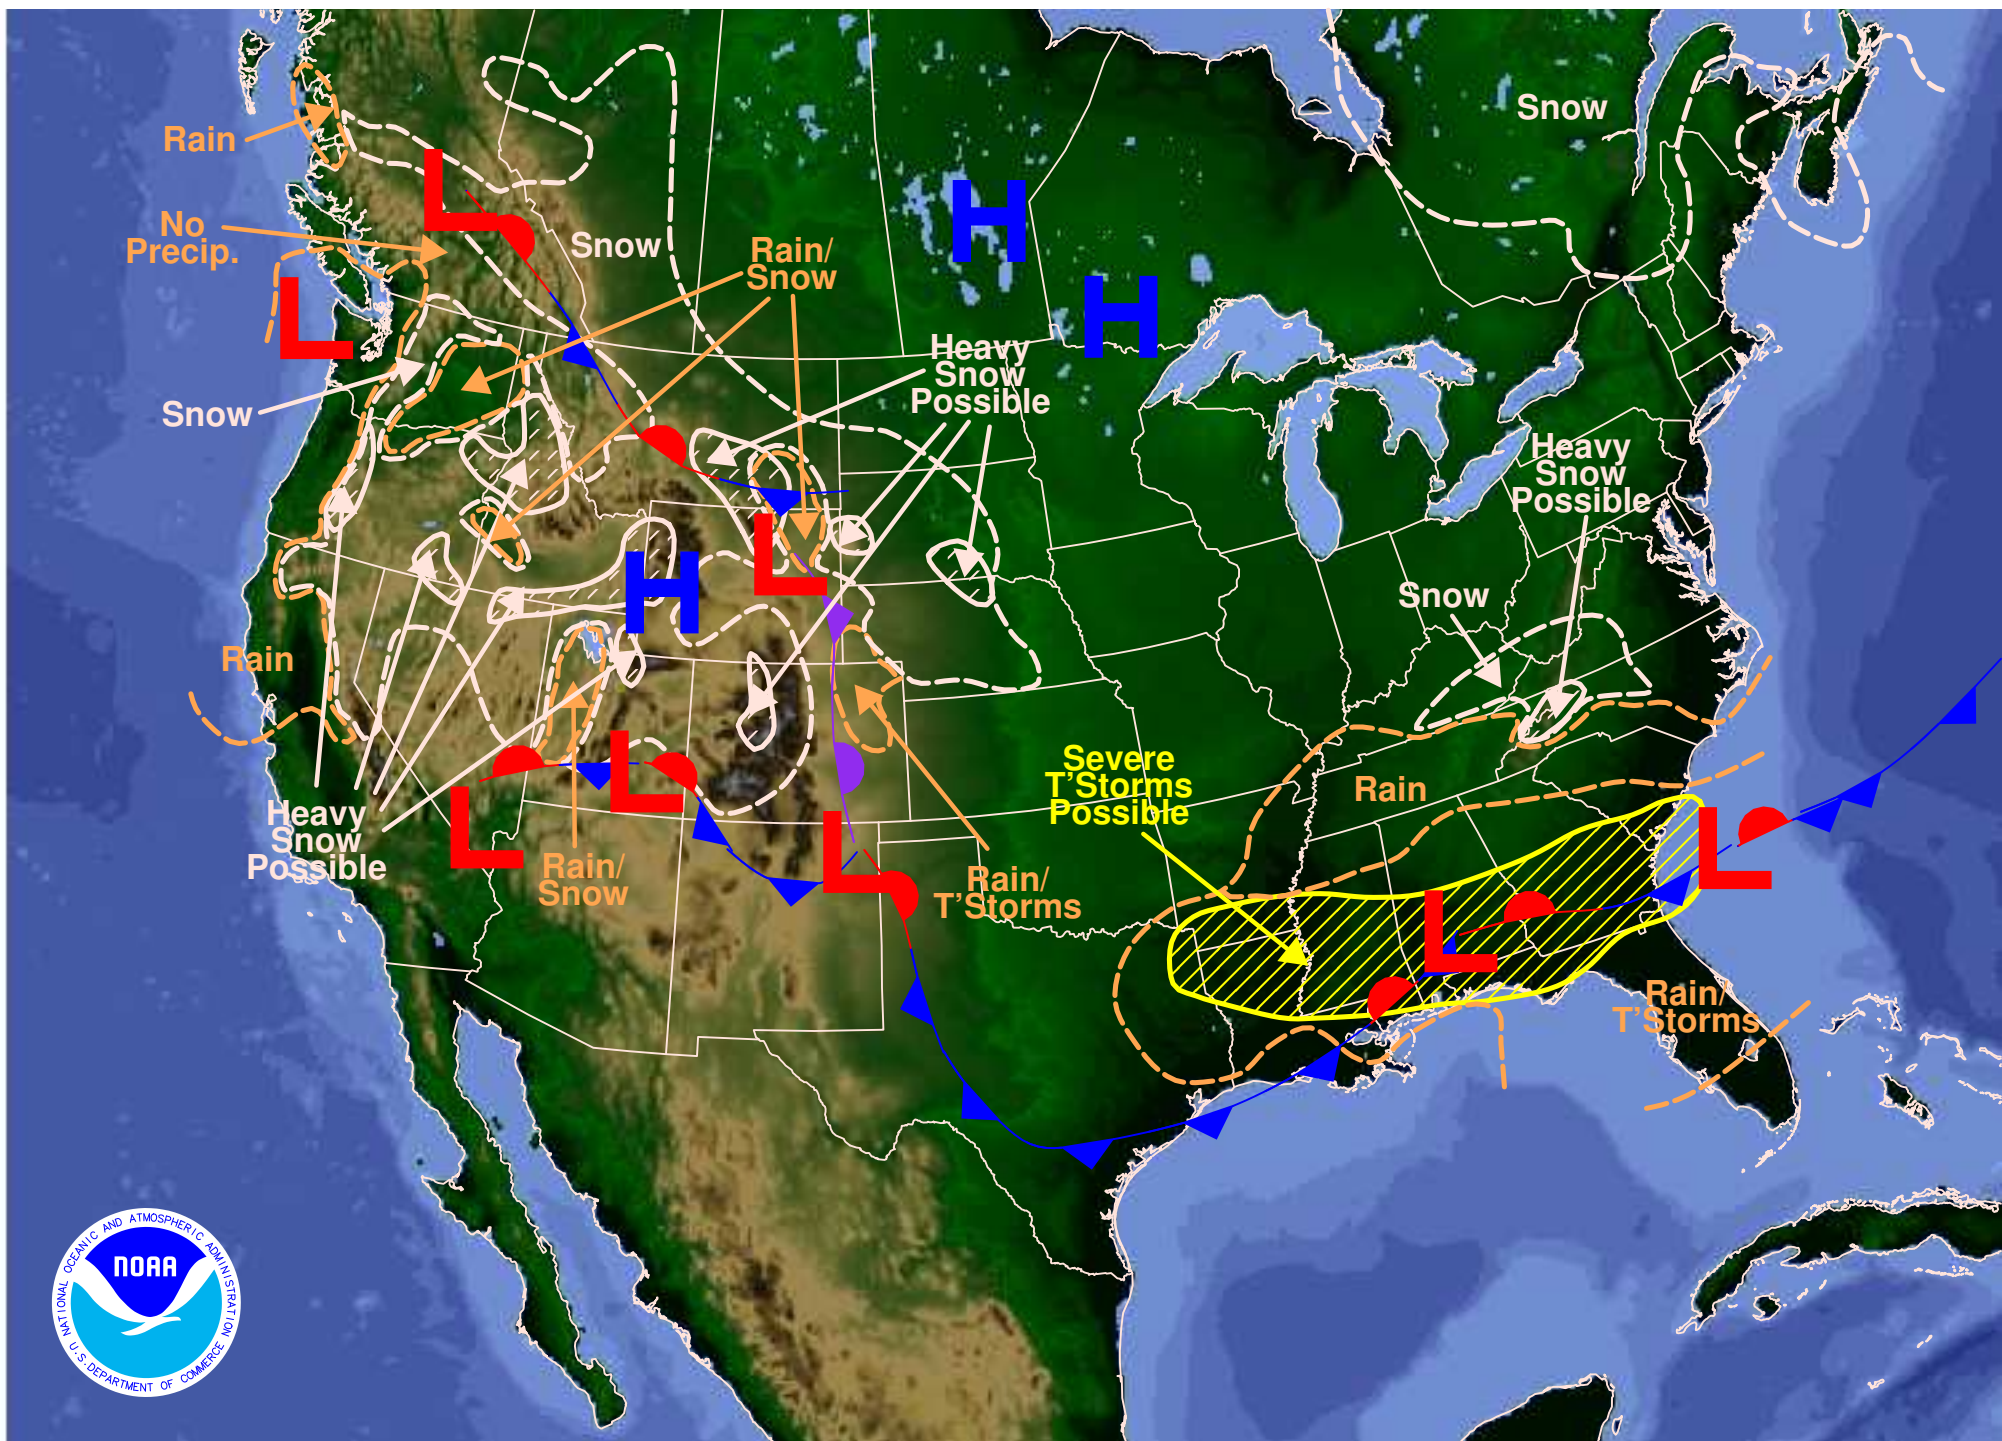 Snow
Rain
No
Precip.
Snow
Rain/
Snow
H
H
L
L
Heavy
Snow
Possible
Snow
Heavy
Snow
Possible
L
H
Snow
Rain
L
L
Severe
T'Storms
Possible
Rain
Heavy
Snow
Possible
L
Rain/
Snow
L
Rain/
T'Storms
L
L
Rain/
T'Storms
NATIONAL OCEANIC AND ATMOSPHERIC ADMINISTRATION
NOAA
U.S. DEPARTMENT OF COMMERCE